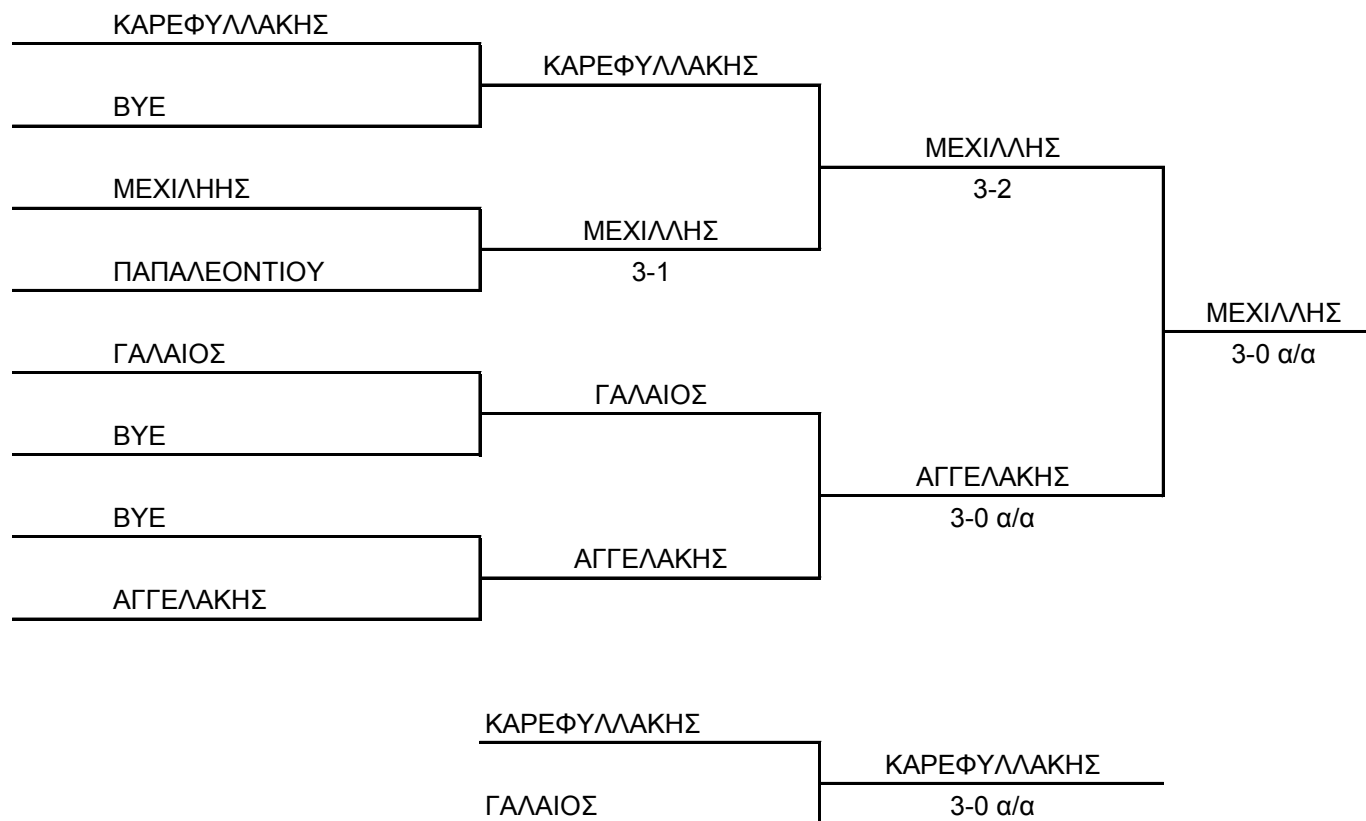 ΚΑΡΕΦΥΛΛΑΚΗΣ
ΚΑΡΕΦΥΛΛΑΚΗΣ
BYE
ΜΕΧΙΛΛΗΣ
3-2
ΜΕΧΙΛΗΗΣ
ΜΕΧΙΛΛΗΣ
3-1
ΠΑΠΑΛΕΟΝΤΙΟΥ
ΜΕΧΙΛΛΗΣ
3-0 α/α
ΓΑΛΑΙΟΣ
ΓΑΛΑΙΟΣ
BYE
ΑΓΓΕΛΑΚΗΣ
3-0 α/α
BYE
ΑΓΓΕΛΑΚΗΣ
ΑΓΓΕΛΑΚΗΣ
ΚΑΡΕΦΥΛΛΑΚΗΣ
ΚΑΡΕΦΥΛΛΑΚΗΣ
3-0 α/α
ΓΑΛΑΙΟΣ